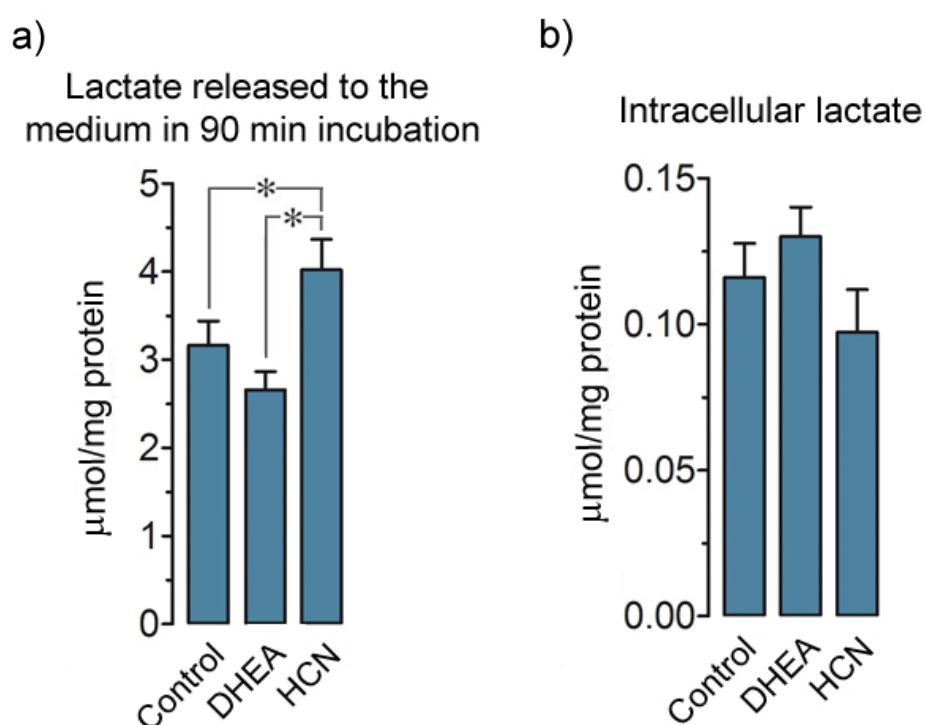 a)
Lactate released to the
medium in 90 min incubation
μmol/mg protein
5
4
3
2
1
0
*
*
Control
DHEA
HCN
b)
Intracellular lactate
μmol/mg protein
0.15
0.10
0.05
0.00
Control
DHEA
HCN